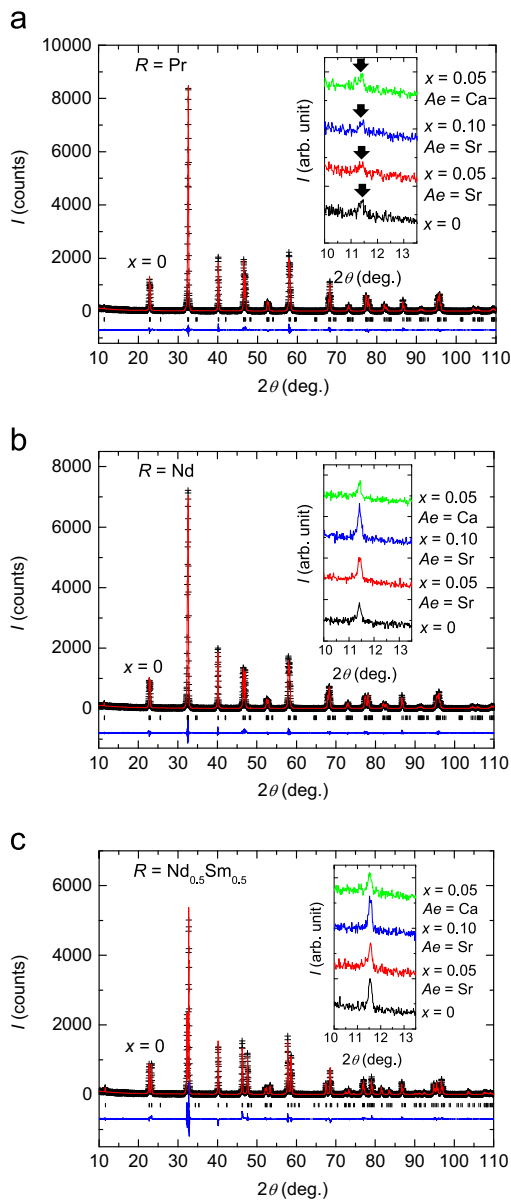 a
R = Pr
x = 0
I (counts)
10000
8000
6000
4000
2000
0
10 20 30 40 50 60 70 80 90 100 110
2θ (deg.)
I (arb. unit)
x = 0.05
Ae = Ca
x = 0.10
Ae = Sr
x = 0.05
Ae = Sr
x = 0
10 11 12 13
2θ (deg.)
b
R = Nd
x = 0
I (counts)
8000
6000
4000
2000
0
10 20 30 40 50 60 70 80 90 100 110
2θ (deg.)
I (arb. unit)
x = 0.05
Ae = Ca
x = 0.10
Ae = Sr
x = 0.05
Ae = Sr
x = 0
10 11 12 13
2θ (deg.)
c
R = Nd0.5Sm0.5
x = 0
I (counts)
6000
4000
2000
0
10 20 30 40 50 60 70 80 90 100 110
2θ (deg.)
I (arb. unit)
x = 0.05
Ae = Ca
x = 0.10
Ae = Sr
x = 0.05
Ae = Sr
x = 0
10 11 12 13
2θ (deg.)